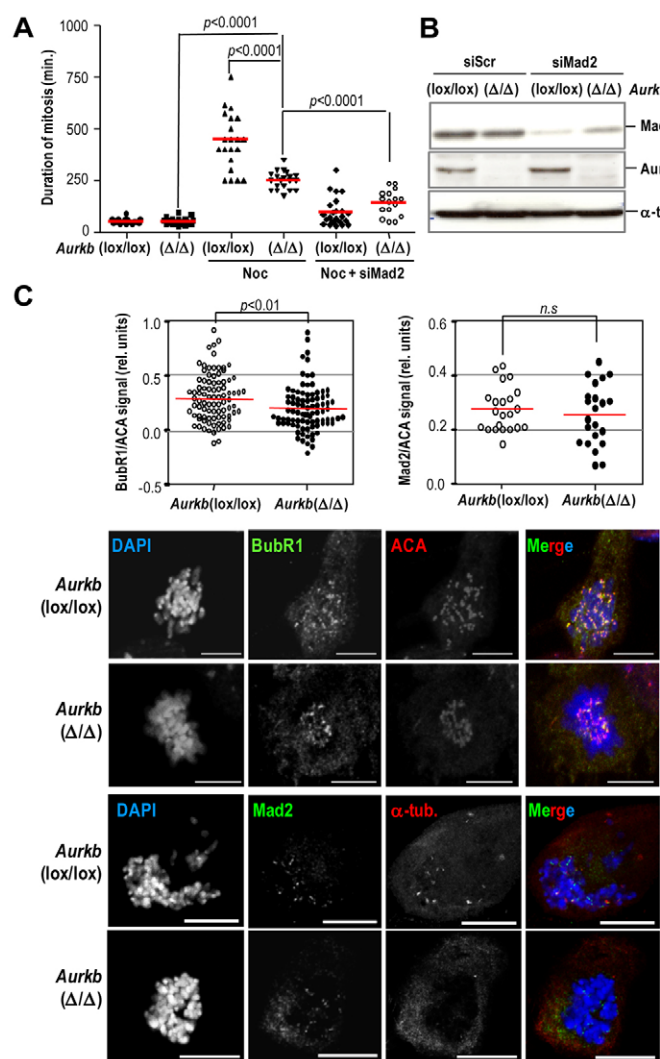 A
p<0.0001
p<0.0001
p<0.0001
Duration of mitosis (min.)
1000
750
500
250
0
Aurkb (lox/lox) (Δ/Δ) (lox/lox) (Δ/Δ) (lox/lox) (Δ/Δ)
Noc Noc + siMad2
B
siScr siMad2
(lox/lox) (Δ/Δ) (lox/lox) (Δ/Δ) Aurk
Mad
Aur
α-t
C
p<0.01
BubR1/ACA signal (rel. units)
1.0
0.5
0.0
-0.5
Aurkb(lox/lox) Aurkb(Δ/Δ)
n.s
Mad2/ACA signal (rel. units)
0.6
0.4
0.2
0.0
Aurkb(lox/lox) Aurkb(Δ/Δ)
DAPI BubR1 ACA Merge
Aurkb
(lox/lox)
Aurkb
(Δ/Δ)
DAPI Mad2 α-tub. Merge
Aurkb
(lox/lox)
Aurkb
(Δ/Δ)